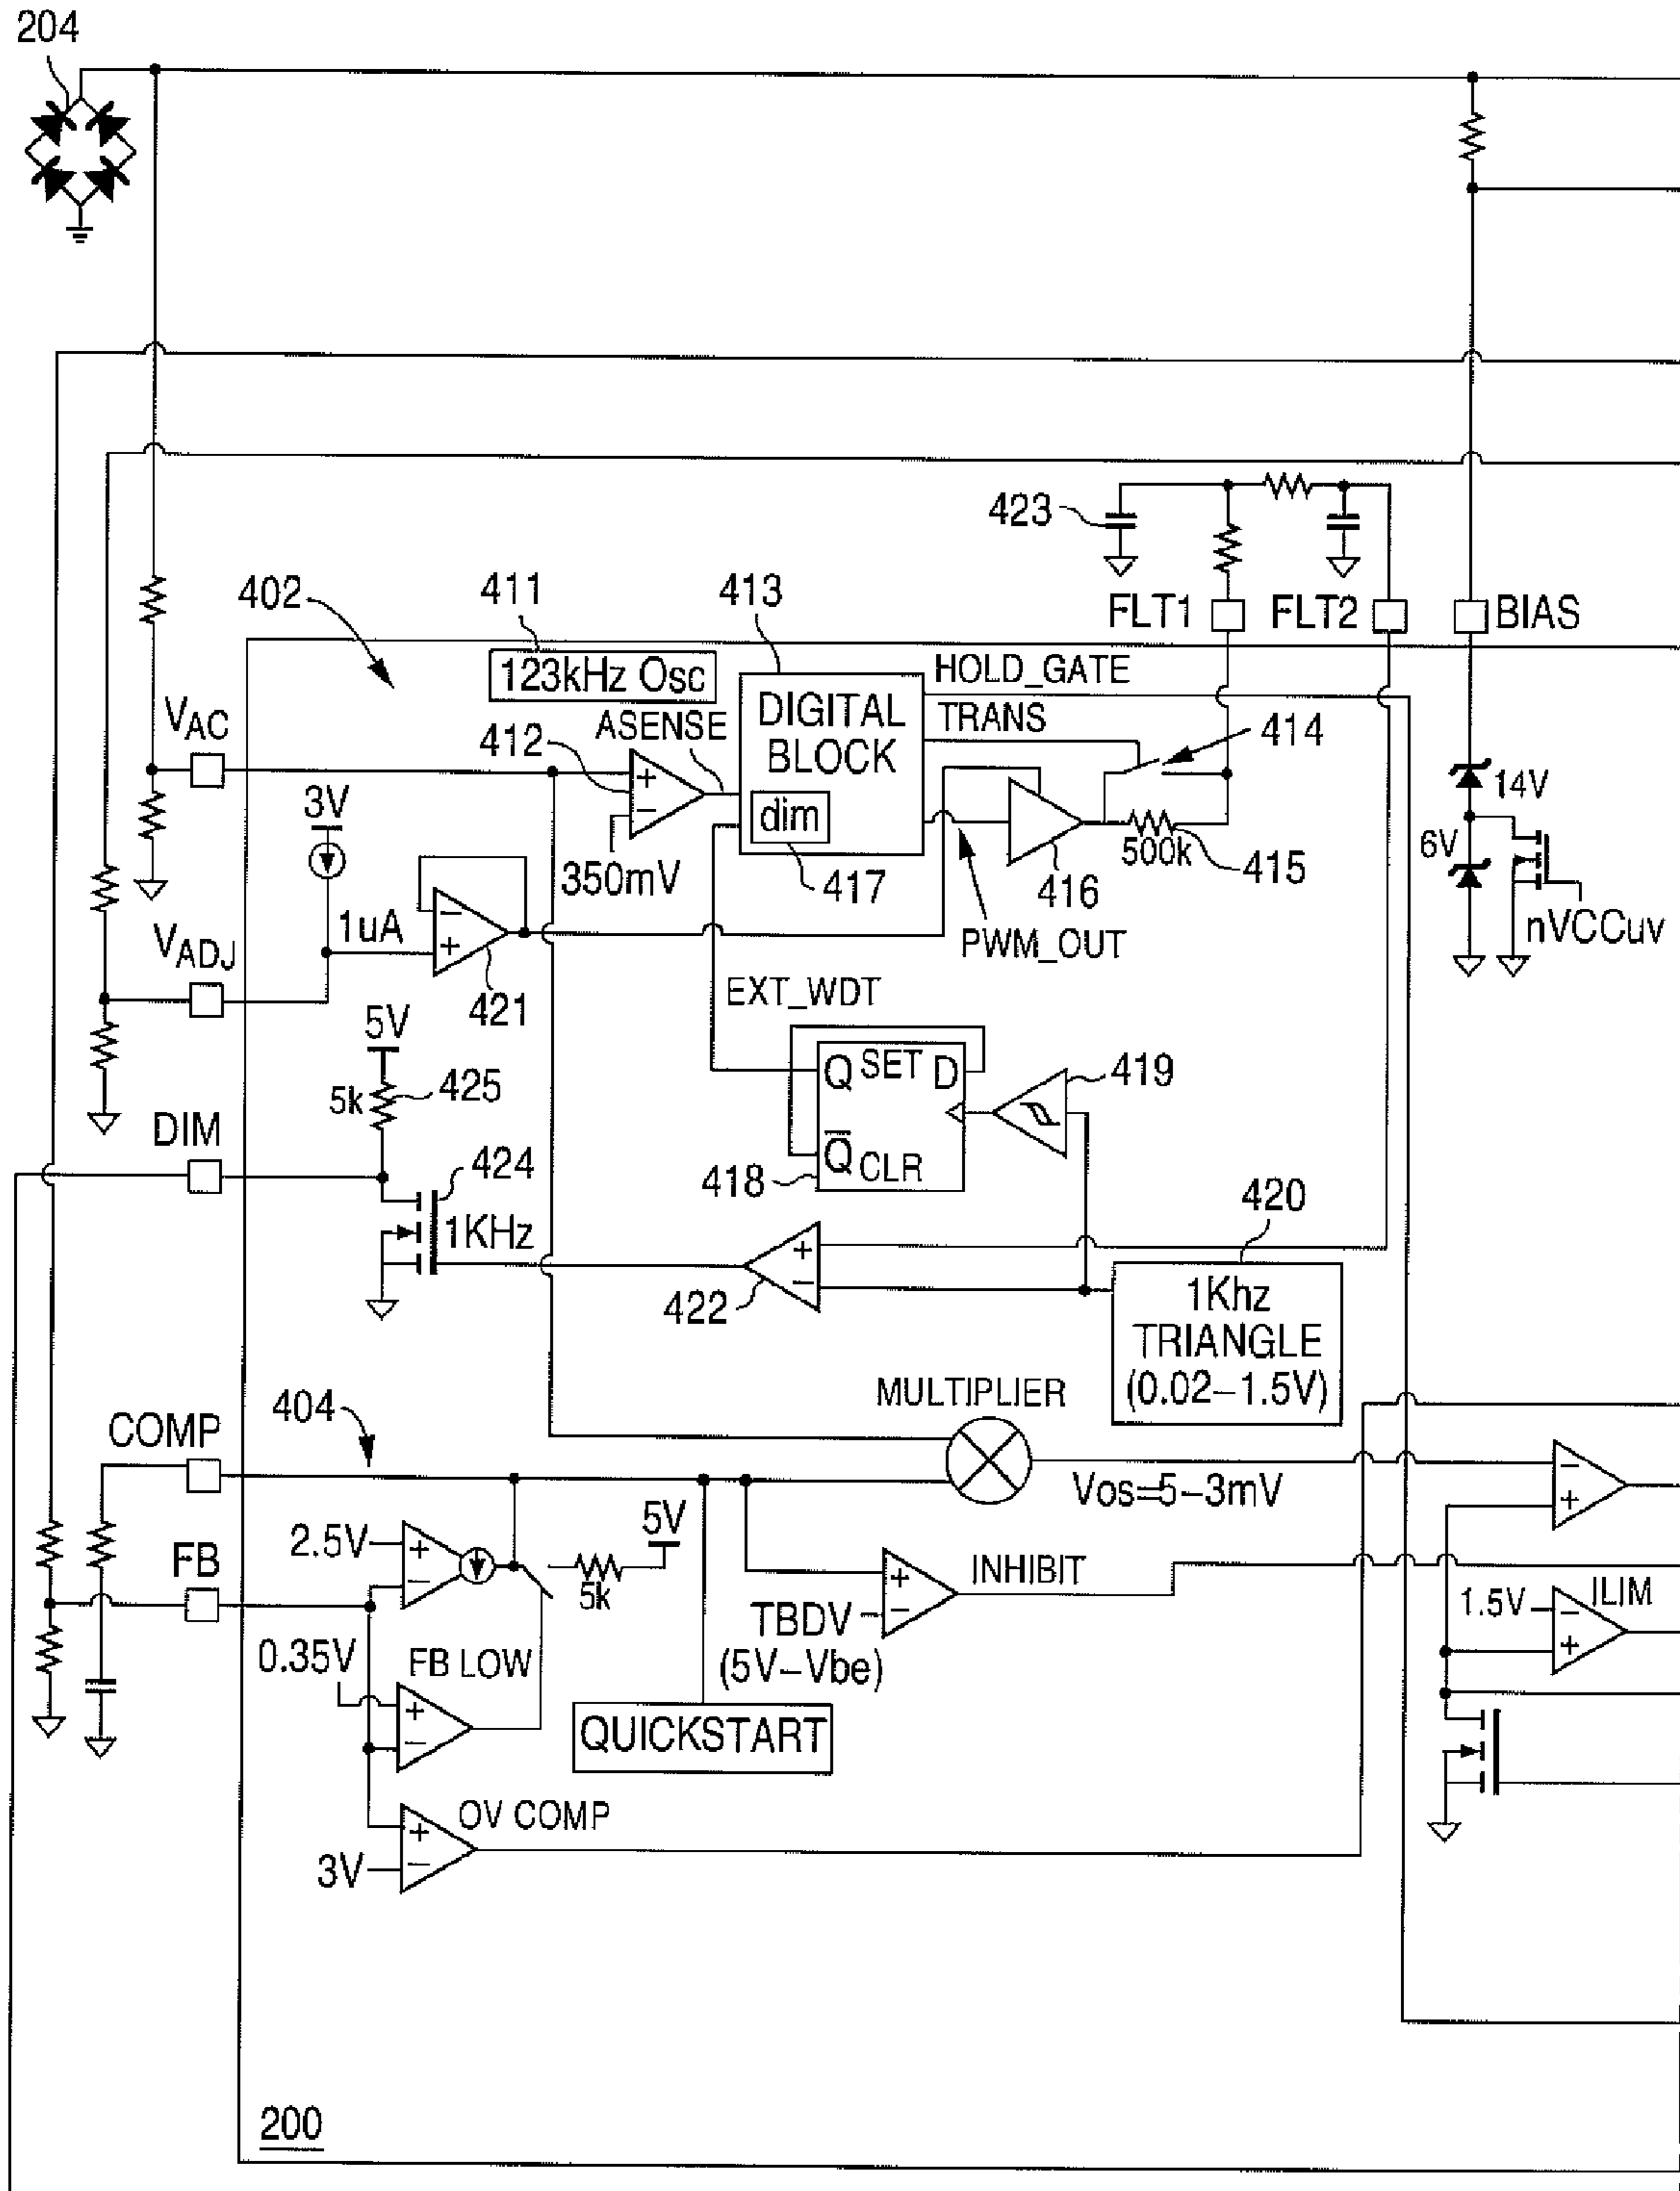 204
423
402
411
413
FLT1
FLT2
BIAS
123kHz Osc
HOLD_GATE
TRANS
DIGITAL
BLOCK
dim
VAC
412
ASENSE
414
3V
14V
350mV
417
416
500k
415
6V
nVCCuv
1uA
PWM_OUT
VADJ
421
EXT_WDT
5V
5k
425
Q
SET
D
419
Q̅
CLR
418
DIM
424
1KHz
420
422
1Khz
TRIANGLE
(0.02–1.5V)
MULTIPLIER
COMP
404
Vos=5–3mV
2.5V
5V
5k
FB
INHIBIT
TBDV
(5V–Vbe)
1.5V
ILIM
0.35V
FB LOW
QUICKSTART
OV COMP
3V
200